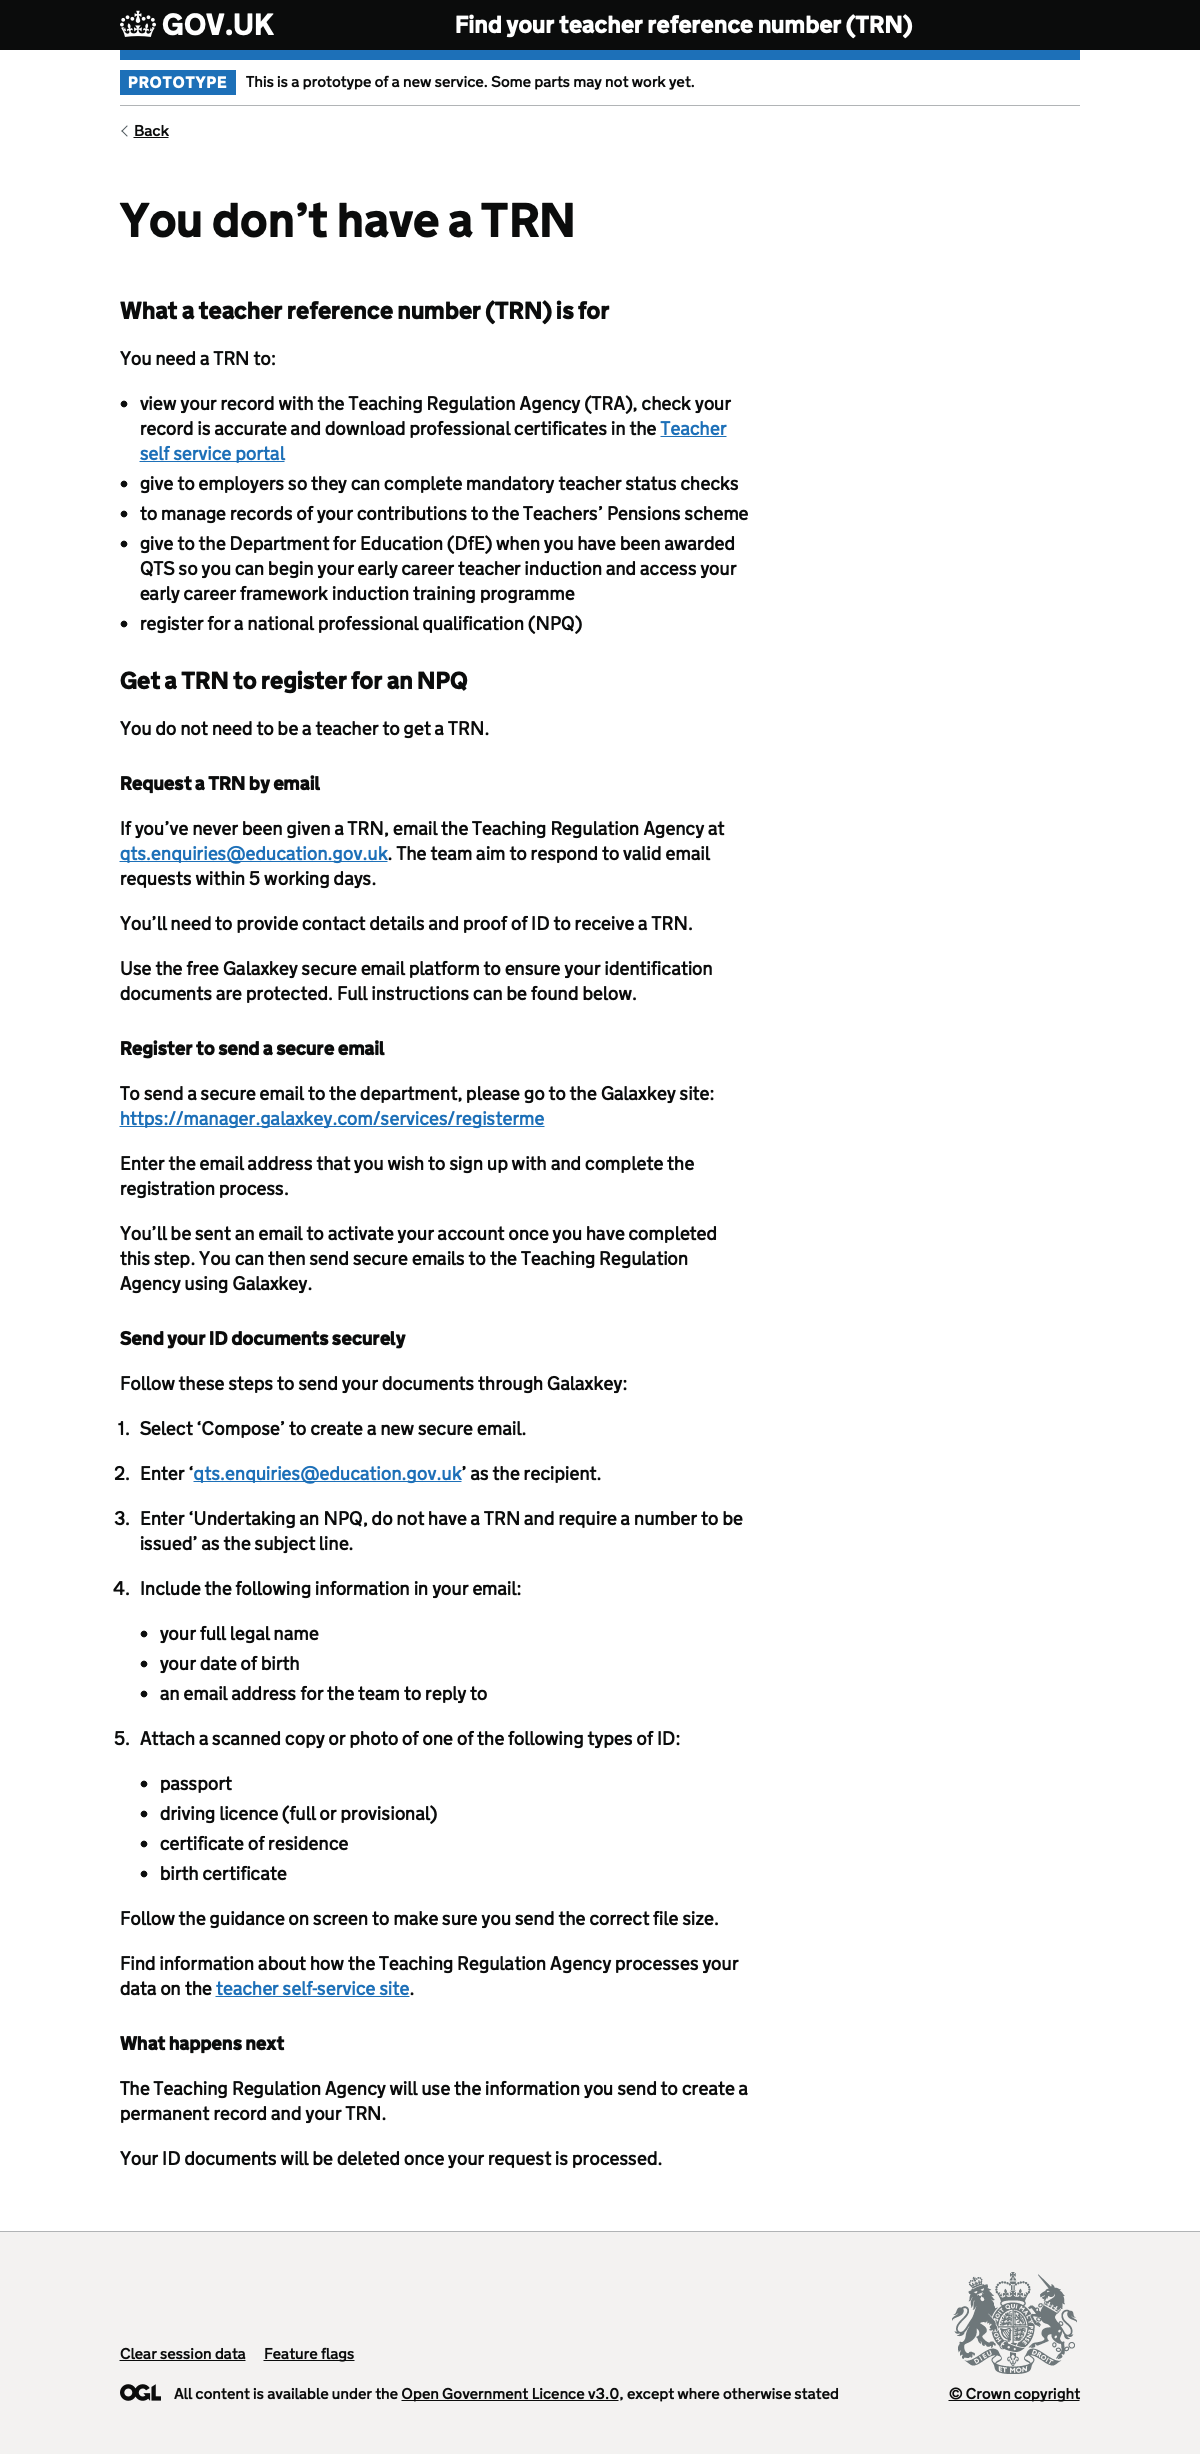 GOV.UK
Find your teacher reference number (TRN)
PROTOTYPE
This is a prototype of a new service. Some parts may not work yet.
Back
You don’t have a TRN
What a teacher reference number (TRN) is for
You need a TRN to:
• view your record with the Teaching Regulation Agency (TRA), check your
record is accurate and download professional certificates in the Teacher
self service portal
• give to employers so they can complete mandatory teacher status checks
• to manage records of your contributions to the Teachers’ Pensions scheme
• give to the Department for Education (DfE) when you have been awarded
QTS so you can begin your early career teacher induction and access your
early career framework induction training programme
• register for a national professional qualification (NPQ)
Get a TRN to register for an NPQ
You do not need to be a teacher to get a TRN.
Request a TRN by email
If you’ve never been given a TRN, email the Teaching Regulation Agency at
qts.enquiries@education.gov.uk. The team aim to respond to valid email
requests within 5 working days.
You’ll need to provide contact details and proof of ID to receive a TRN.
Use the free Galaxkey secure email platform to ensure your identification
documents are protected. Full instructions can be found below.
Register to send a secure email
To send a secure email to the department, please go to the Galaxkey site:
https://manager.galaxkey.com/services/registerme
Enter the email address that you wish to sign up with and complete the
registration process.
You’ll be sent an email to activate your account once you have completed
this step. You can then send secure emails to the Teaching Regulation
Agency using Galaxkey.
Send your ID documents securely
Follow these steps to send your documents through Galaxkey:
1. Select ‘Compose’ to create a new secure email.
2. Enter ‘qts.enquiries@education.gov.uk’ as the recipient.
3. Enter ‘Undertaking an NPQ, do not have a TRN and require a number to be
issued’ as the subject line.
4. Include the following information in your email:
• your full legal name
• your date of birth
• an email address for the team to reply to
5. Attach a scanned copy or photo of one of the following types of ID:
• passport
• driving licence (full or provisional)
• certificate of residence
• birth certificate
Follow the guidance on screen to make sure you send the correct file size.
Find information about how the Teaching Regulation Agency processes your
data on the teacher self-service site.
What happens next
The Teaching Regulation Agency will use the information you send to create a
permanent record and your TRN.
Your ID documents will be deleted once your request is processed.
Clear session data
Feature flags
OGL
All content is available under the Open Government Licence v3.0, except where otherwise stated
DIEU ET MON DROIT
© Crown copyright